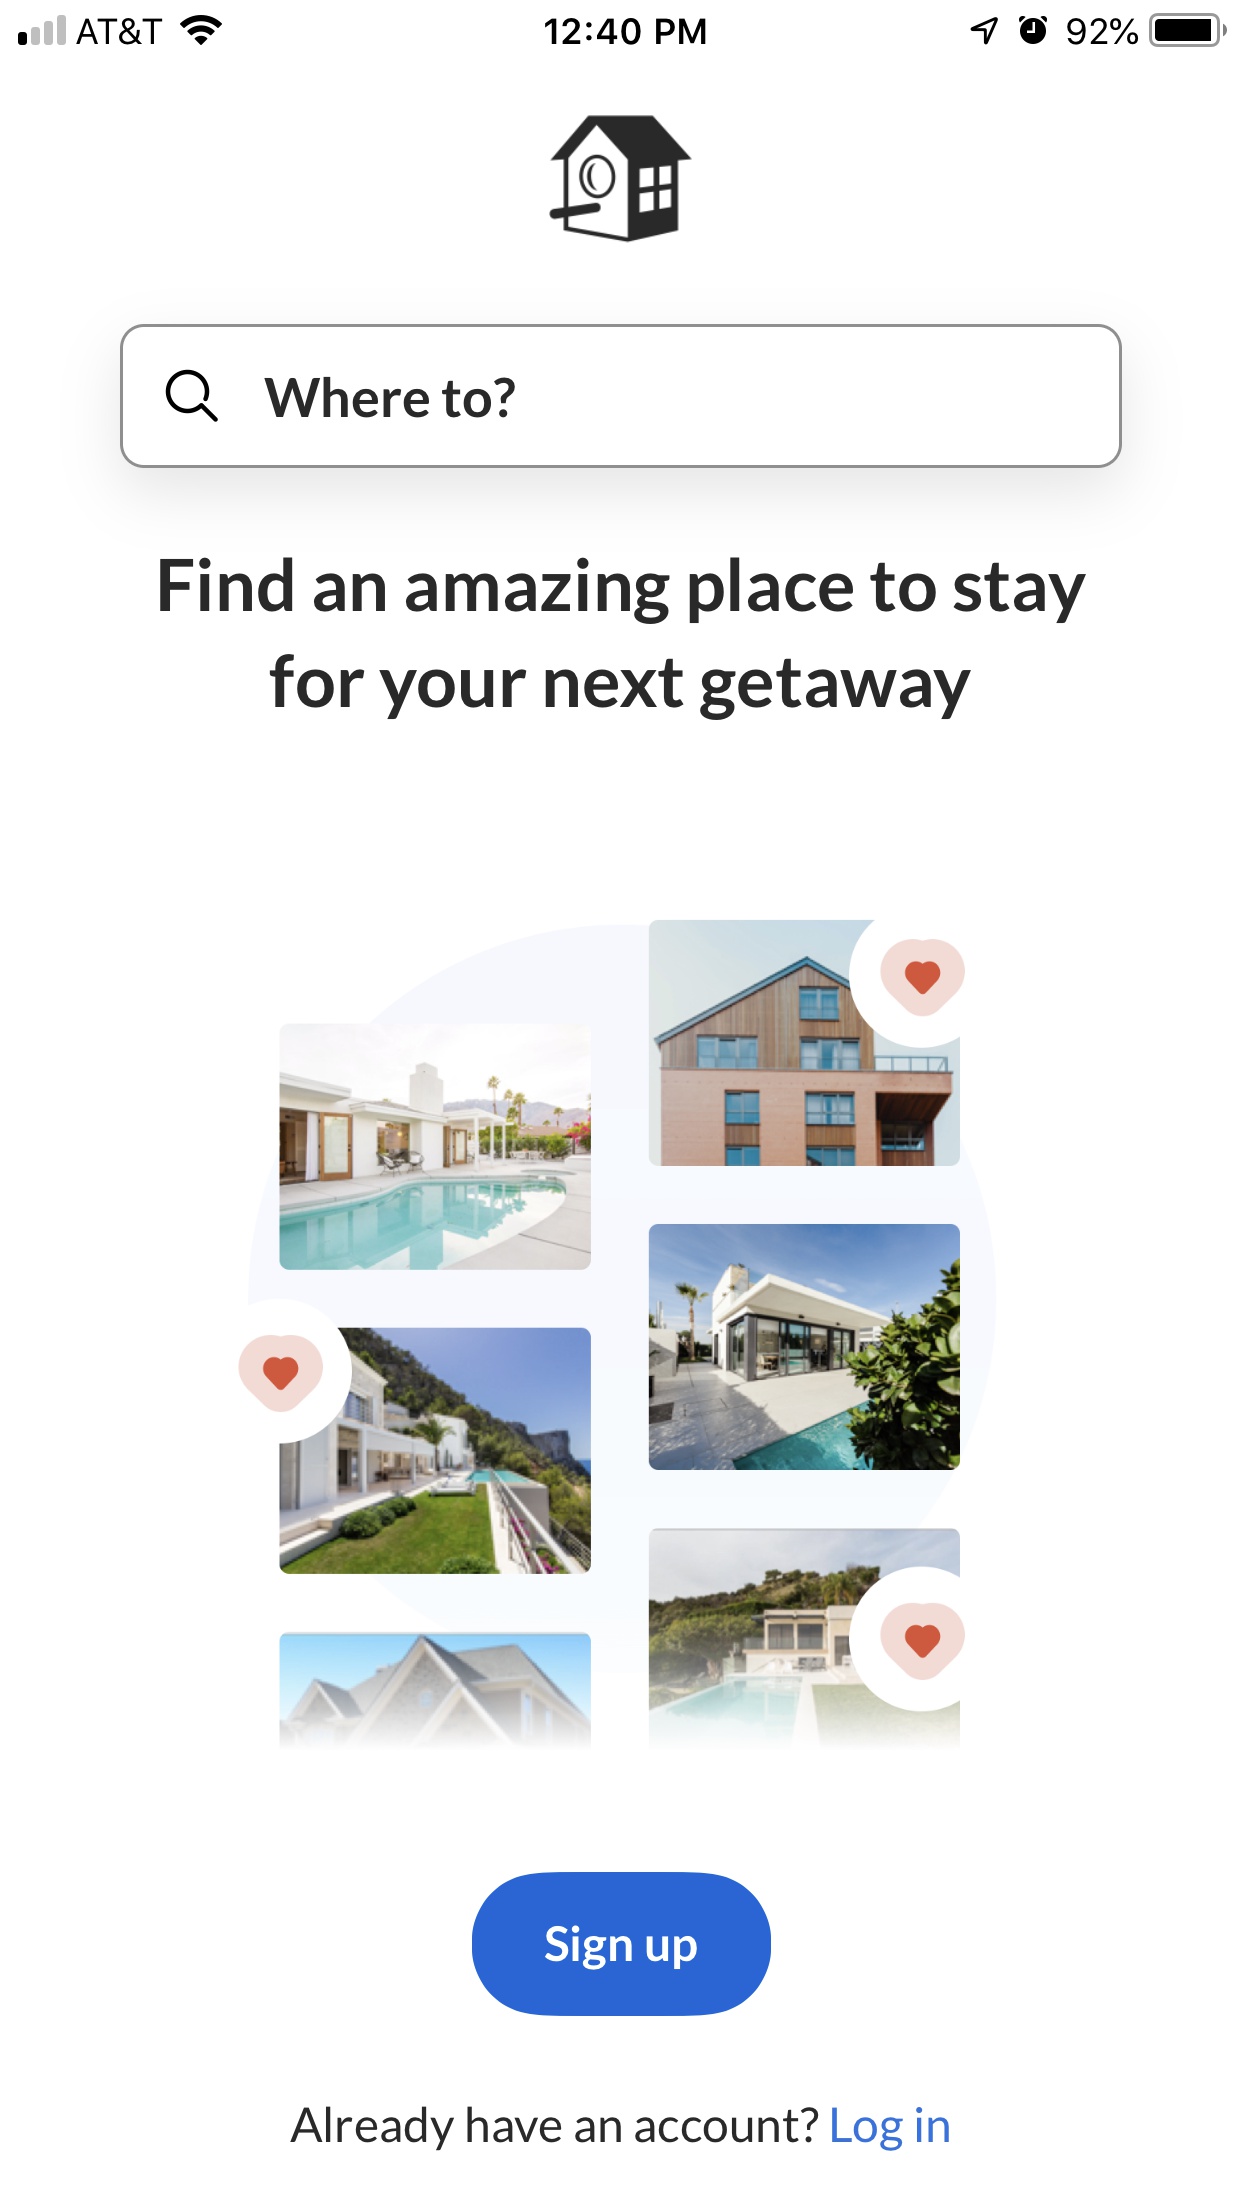 AT&T 12:40 PM 92%
Where to?
Find an amazing place to stay
for your next getaway
Sign up
Already have an account? Log in